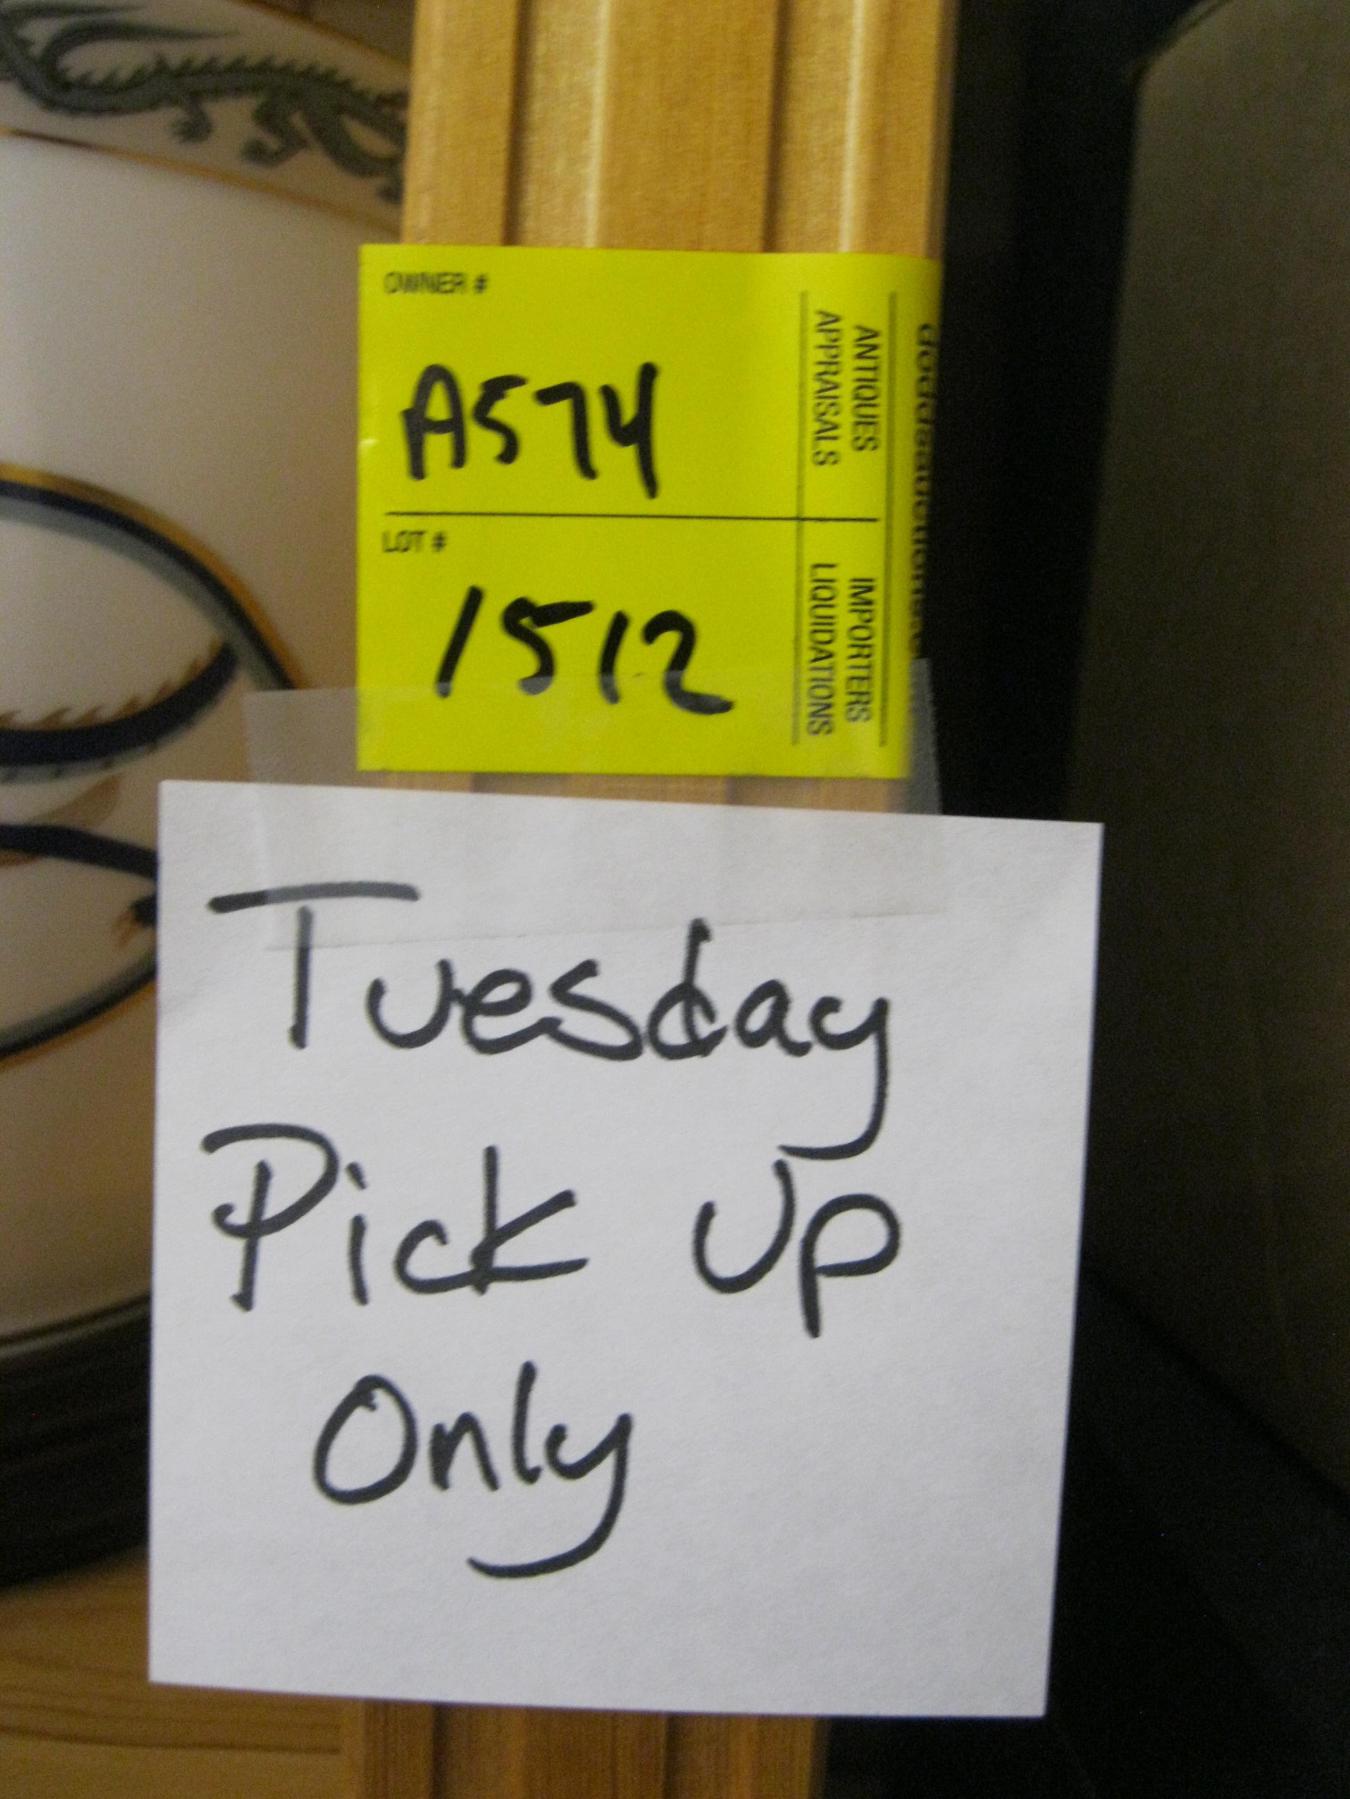 OWNER #
A574
LOT #
1512
ANTIQUES
APPRAISALS
IMPORTERS
LIQUIDATIONS
Tuesday
Pick up
Only